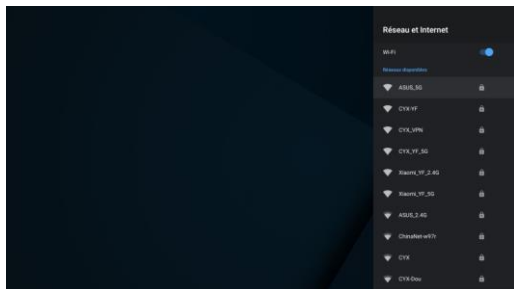 Réseau et Internet
Wi-Fi
Réseaux disponibles
ASUS_5G
CYX-YF
CYX_VPN
CYX_YF_5G
Xiaomi_YF_2.4G
Xiaomi_YF_5G
ASUS_2.4G
ChinaNet-w97r
CYX
CYX-Dou